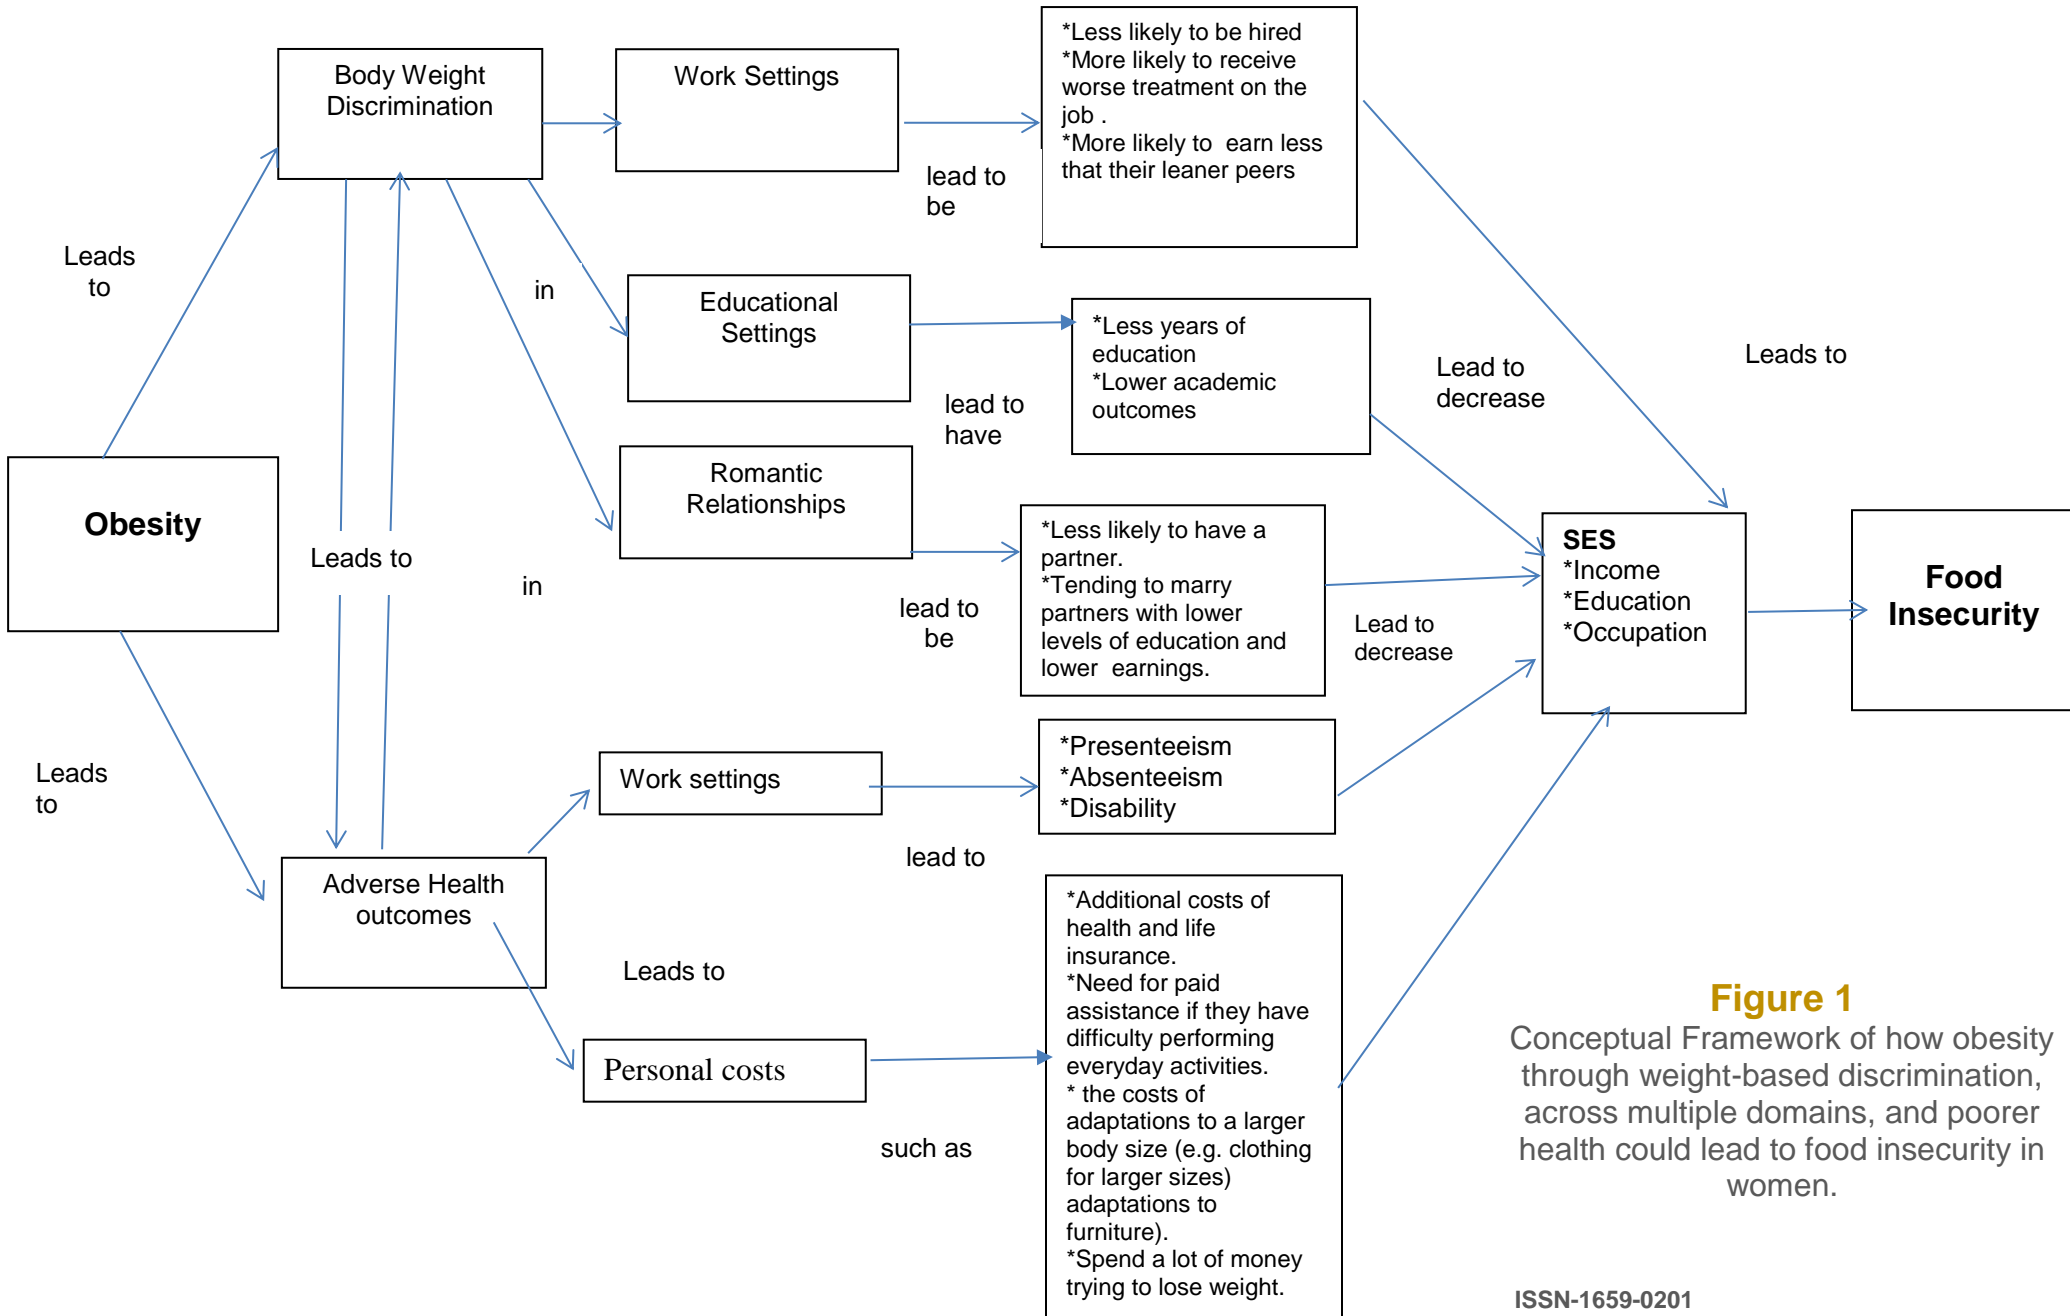 Body Weight
Discrimination
Work Settings
*Less likely to be hired
*More likely to receive
worse treatment on the
job .
*More likely to  earn less
that their leaner peers
lead to
be
Leads
to
in
Educational
Settings
*Less years of
education
*Lower academic
outcomes
lead to
have
Lead to
decrease
Leads to
Obesity
Leads to
in
Romantic
Relationships
*Less likely to have a
partner.
*Tending to marry
partners with lower
levels of education and
lower  earnings.
lead to
be
Lead to
decrease
SES
*Income
*Education
*Occupation
Food
Insecurity
Leads
to
Work settings
*Presenteeism
*Absenteeism
*Disability
lead to
Adverse Health
outcomes
Leads to
Personal costs
such as
*Additional costs of
health and life
insurance.
*Need for paid
assistance if they have
difficulty performing
everyday activities.
* the costs of
adaptations to a larger
body size (e.g. clothing
for larger sizes)
adaptations to
furniture).
*Spend a lot of money
trying to lose weight.
Figure 1
Conceptual Framework of how obesity
through weight-based discrimination,
across multiple domains, and poorer
health could lead to food insecurity in
women.
ISSN-1659-0201